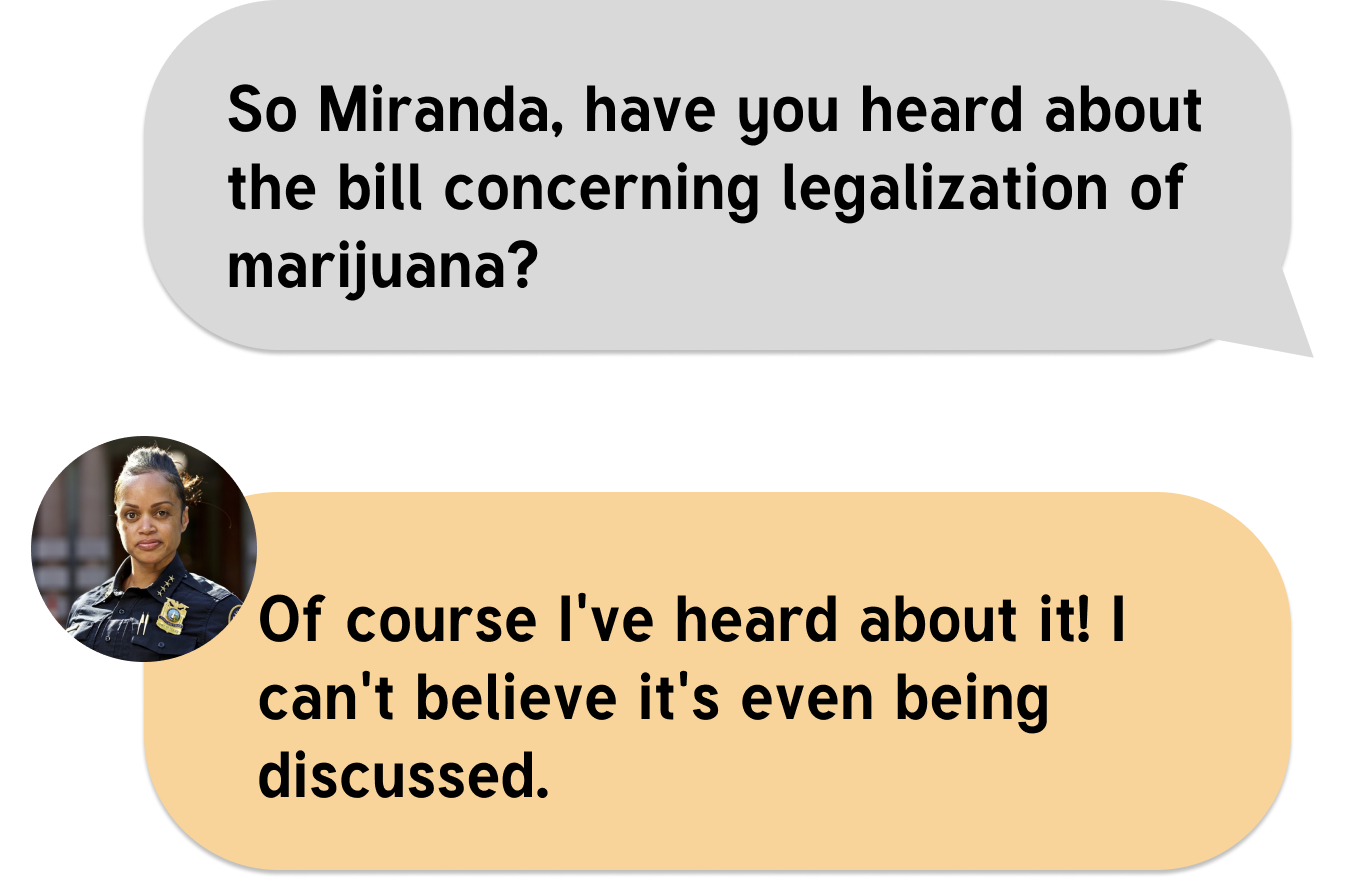 So Miranda, have you heard about
the bill concerning legalization of
marijuana?
Of course I've heard about it! I
can't believe it's even being
discussed.